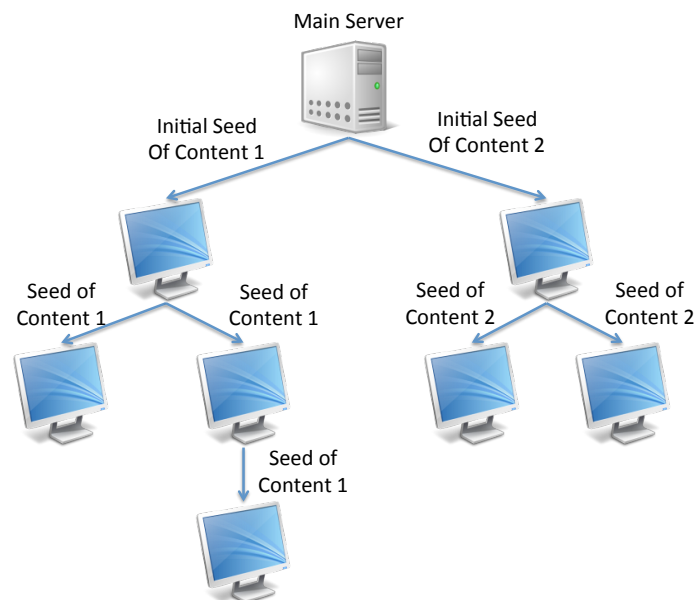 Main Server
Initial Seed
Of Content 1
Initial Seed
Of Content 2
Seed of
Content 1
Seed of
Content 1
Seed of
Content 2
Seed of
Content 2
Seed of
Content 1